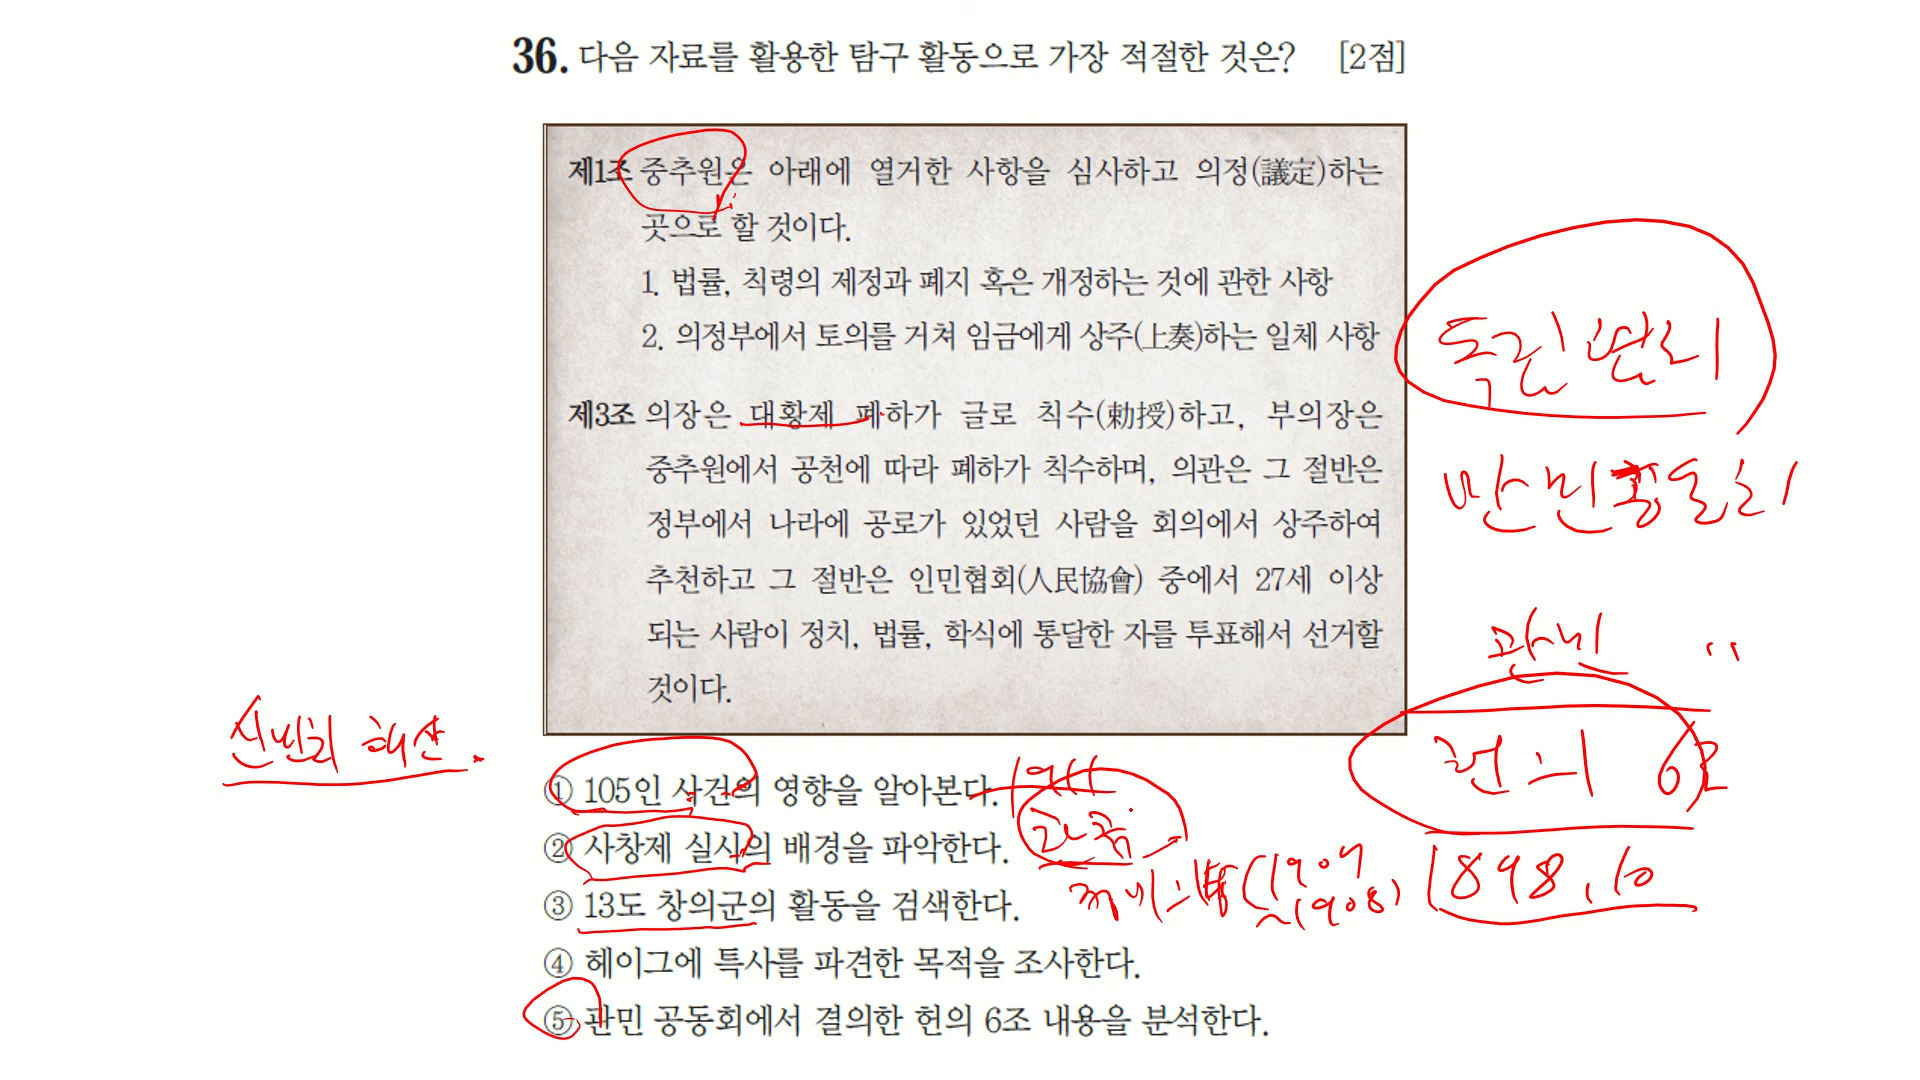 36. 다음 자료를 활용한 탐구 활동으로 가장 적절한 것은? [2점]
제1조 중추원은 아래에 열거한 사항을 심사하고 의정(議定)하는
곳으로 할 것이다.
1. 법률, 칙령의 제정과 폐지 혹은 개정하는 것에 관한 사항
2. 의정부에서 토의를 거쳐 임금에게 상주(上奏)하는 일체 사항
제3조 의장은 대황제 폐하가 글로 칙수(勅授)하고, 부의장은
중추원에서 공천에 따라 폐하가 칙수하며, 의관은 그 절반은
정부에서 나라에 공로가 있었던 사람을 회의에서 상주하여
추천하고 그 절반은 인민협회(人民協會) 중에서 27세 이상
되는 사람이 정치, 법률, 학식에 통달한 자를 투표해서 선거할
것이다.
독립협회
만민공동회
관민 〃
헌의 6조
1898. 10
신민회 해산.
① 105인 사건의 영향을 알아본다. 1911
② 사창제 실시의 배경을 파악한다.
③ 13도 창의군의 활동을 검색한다.
정미의병 (1907
~1908)
④ 헤이그에 특사를 파견한 목적을 조사한다.
⑤ 관민 공동회에서 결의한 헌의 6조 내용을 분석한다.